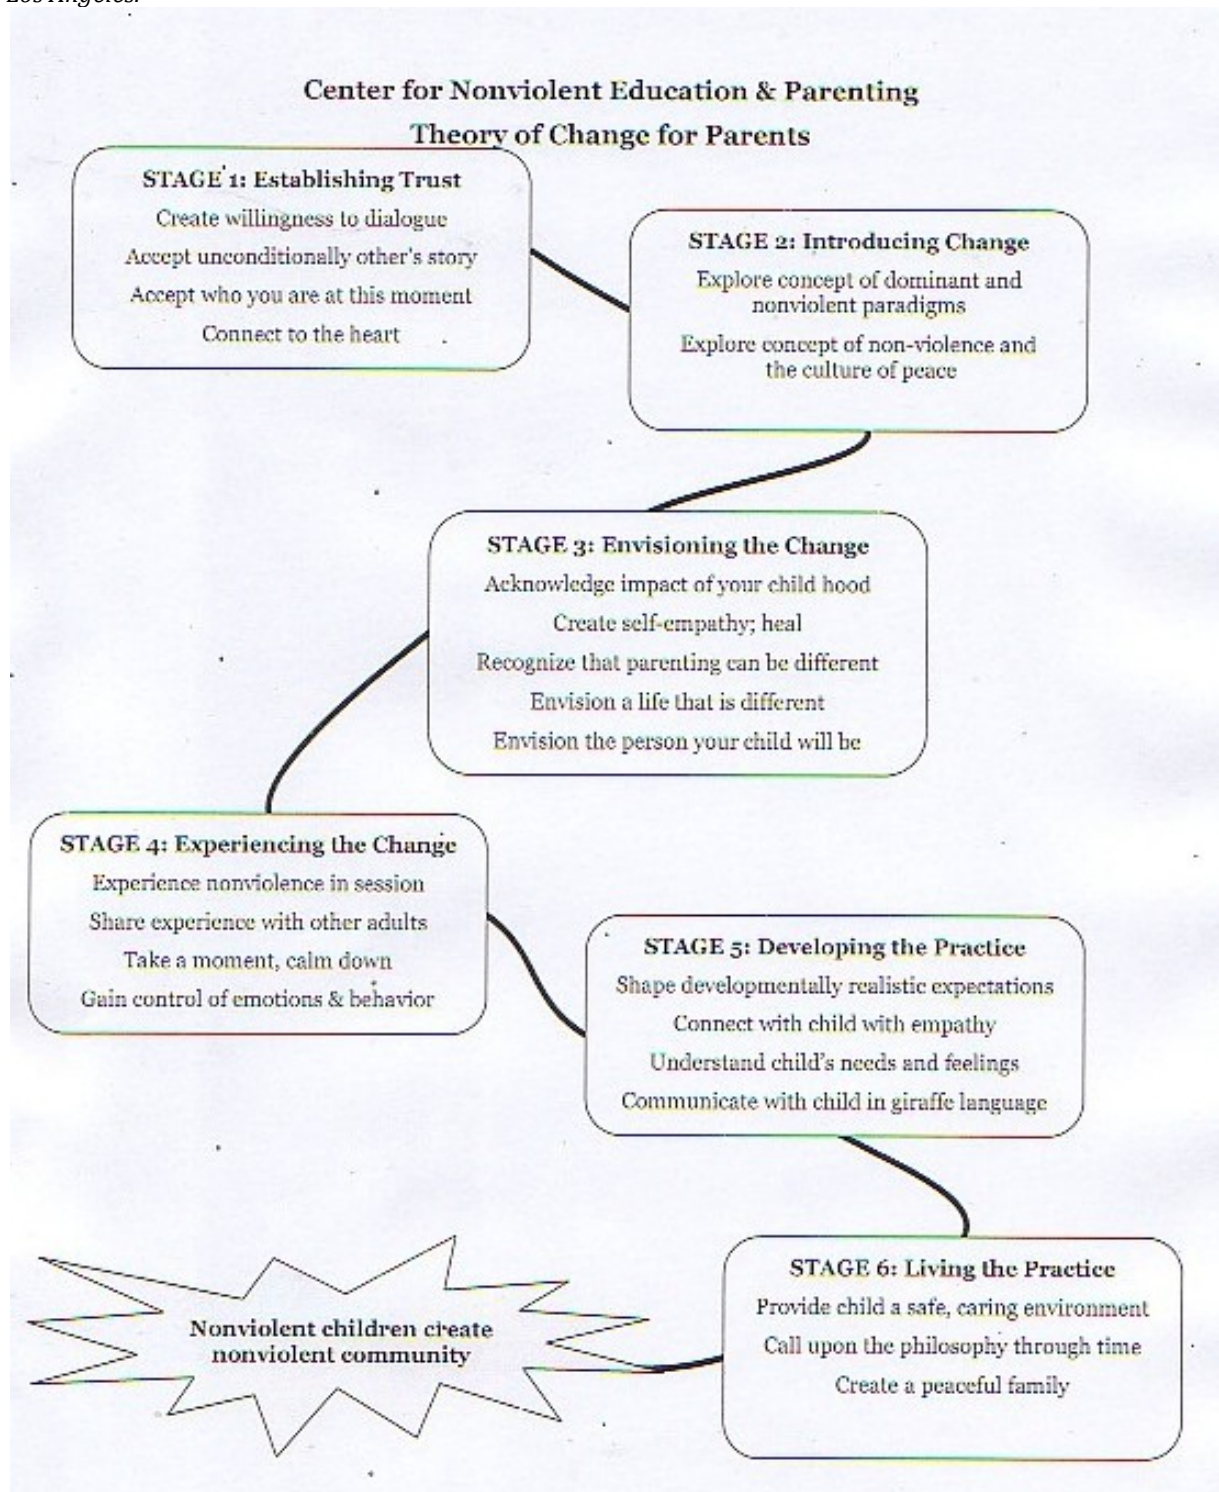 Los Angeles.
Center for Nonviolent Education & Parenting
Theory of Change for Parents
STAGE 1: Establishing Trust
Create willingness to dialogue
Accept unconditionally other's story
Accept who you are at this moment
Connect to the heart
STAGE 2: Introducing Change
Explore concept of dominant and
nonviolent paradigms
Explore concept of non-violence and
the culture of peace
STAGE 3: Envisioning the Change
Acknowledge impact of your child hood
Create self-empathy; heal
Recognize that parenting can be different
Envision a life that is different
Envision the person your child will be
STAGE 4: Experiencing the Change
Experience nonviolence in session
Share experience with other adults
Take a moment, calm down
Gain control of emotions & behavior
STAGE 5: Developing the Practice
Shape developmentally realistic expectations
Connect with child with empathy
Understand child's needs and feelings
Communicate with child in giraffe language
STAGE 6: Living the Practice
Provide child a safe, caring environment
Call upon the philosophy through time
Create a peaceful family
Nonviolent children create
nonviolent community